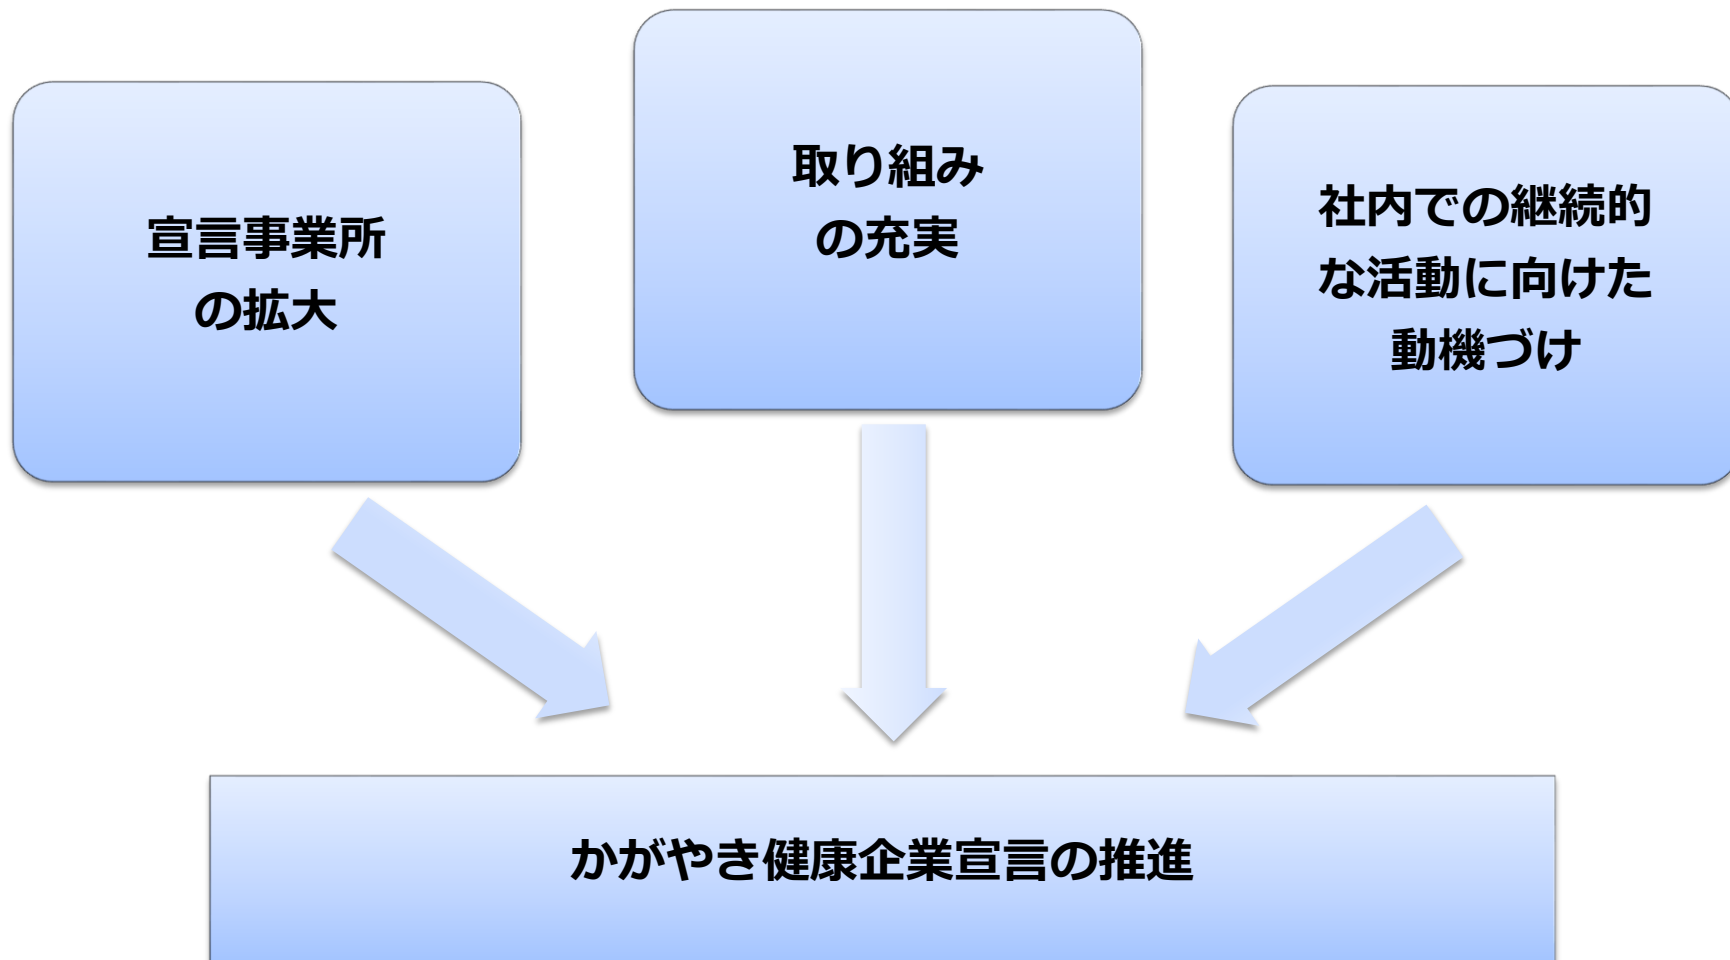 宣言事業所
の拡大
取り組み
の充実
社内での継続的
な活動に向けた
動機づけ
かがやき健康企業宣言の推進